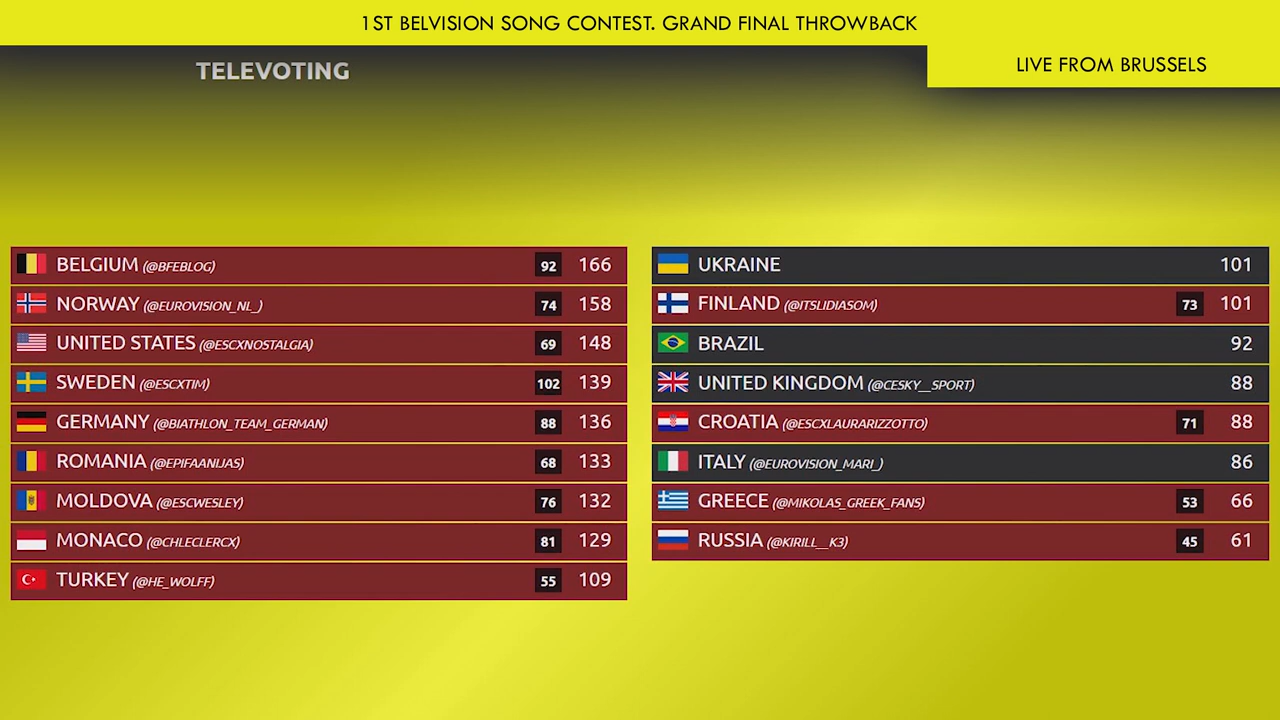 1ST BELVISION SONG CONTEST. GRAND FINAL THROWBACK
LIVE FROM BRUSSELS
TELEVOTING
BELGIUM (@BFEBLOG) 92 166
NORWAY (@EUROVISION_NL_) 74 158
UNITED STATES (@ESCXNOSTALGIA) 69 148
SWEDEN (@ESCXTIM) 102 139
GERMANY (@BIATHLON_TEAM_GERMAN) 88 136
ROMANIA (@EPIFAANIJAS) 68 133
MOLDOVA (@ESCWESLEY) 76 132
MONACO (@CHLECLERCX) 81 129
TURKEY (@HE_WOLFF) 55 109
UKRAINE 101
FINLAND (@ITSLIDIASOM) 73 101
BRAZIL 92
UNITED KINGDOM (@CESKY__SPORT) 88
CROATIA (@ESCXLAURARIZZOTTO) 71 88
ITALY (@EUROVISION_MARI_) 86
GREECE (@MIKOLAS_GREEK_FANS) 53 66
RUSSIA (@KIRILL__K3) 45 61